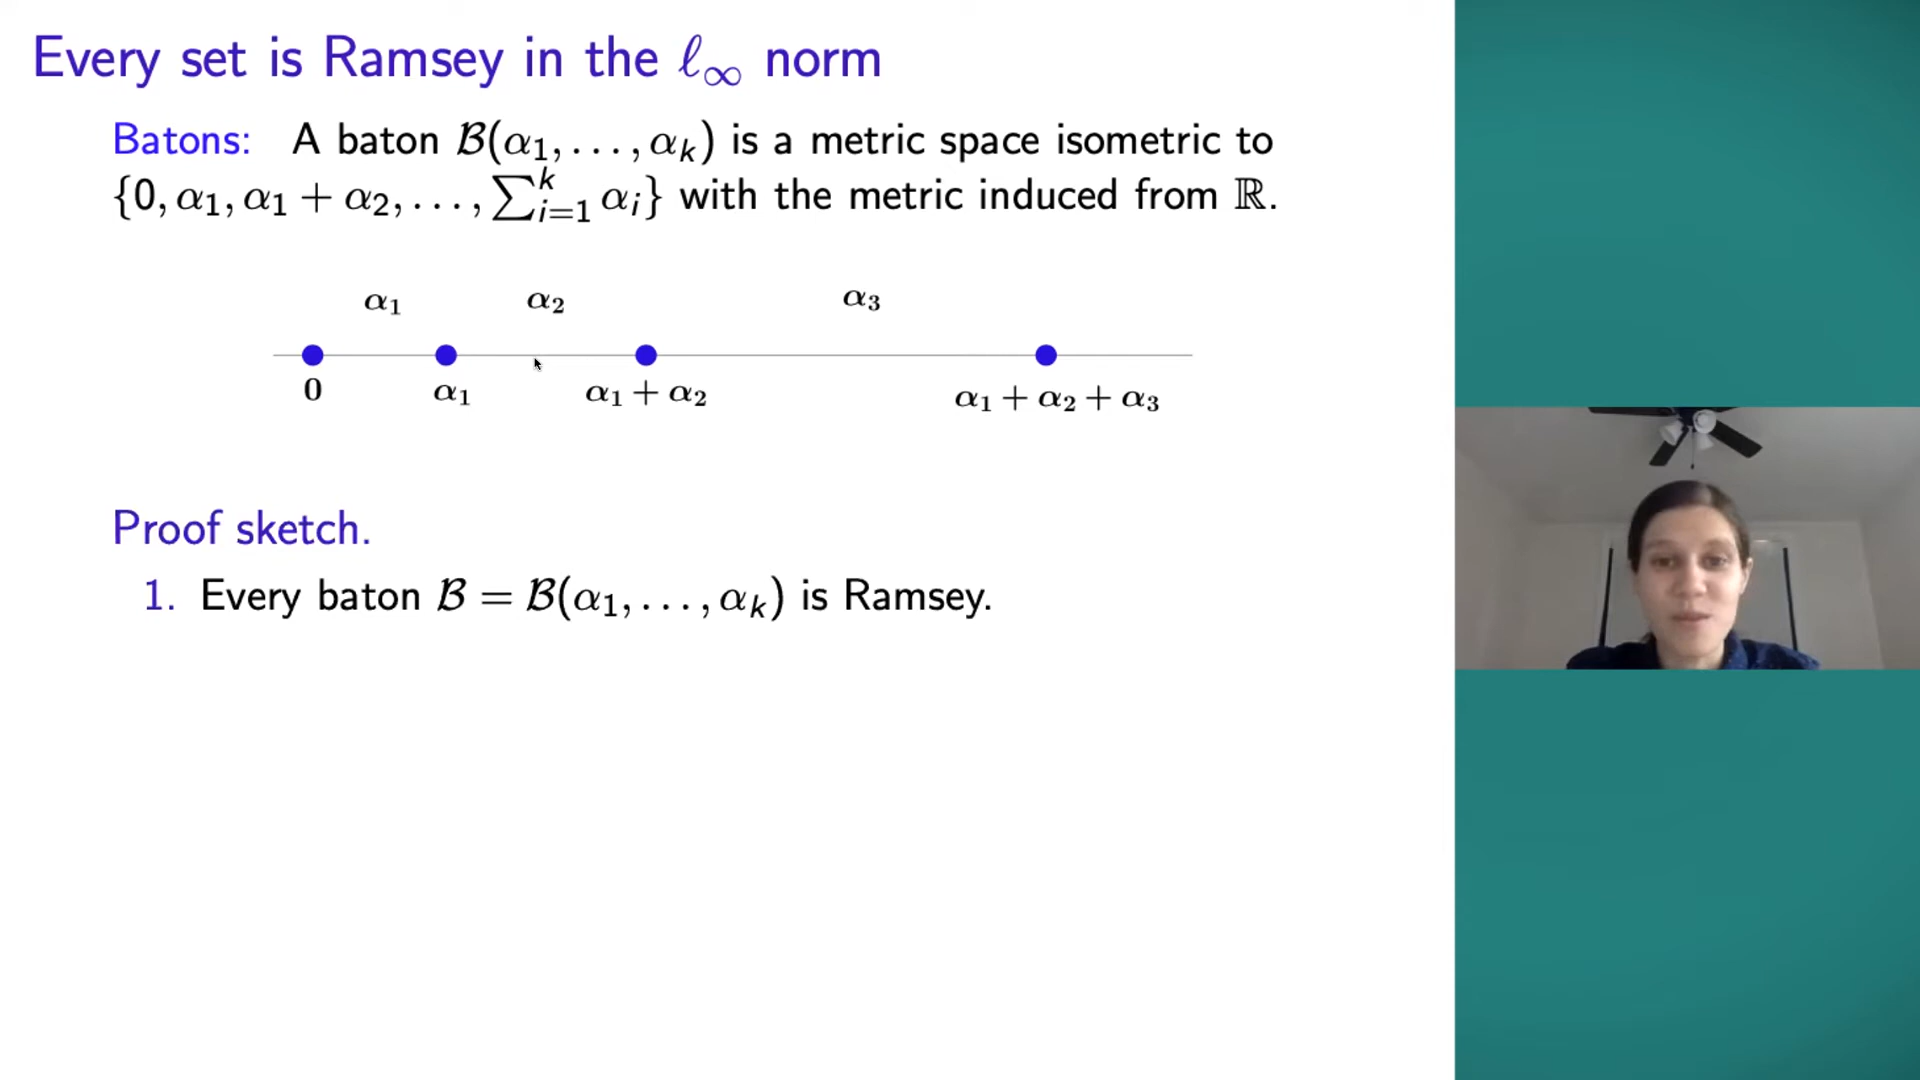 Every set is Ramsey in the ℓ∞ norm
Batons: A baton ℬ(α₁, . . . , αₖ) is a metric space isometric to
{0, α₁, α₁ + α₂, . . . , ∑ᵏᵢ₌₁ αᵢ} with the metric induced from ℝ.
α₁ α₂ α₃
0 α₁ α₁ + α₂ α₁ + α₂ + α₃
Proof sketch.
1. Every baton ℬ = ℬ(α₁, . . . , αₖ) is Ramsey.